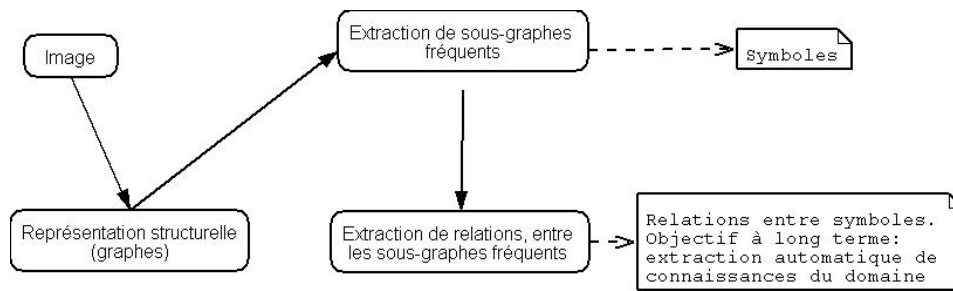 Image
Extraction de sous-graphes
fréquents
Symboles
Représentation structurelle
(graphes)
Extraction de relations, entre
les sous-graphes fréquents
Relations entre symboles.
Objectif à long terme:
extraction automatique de
connaissances du domaine